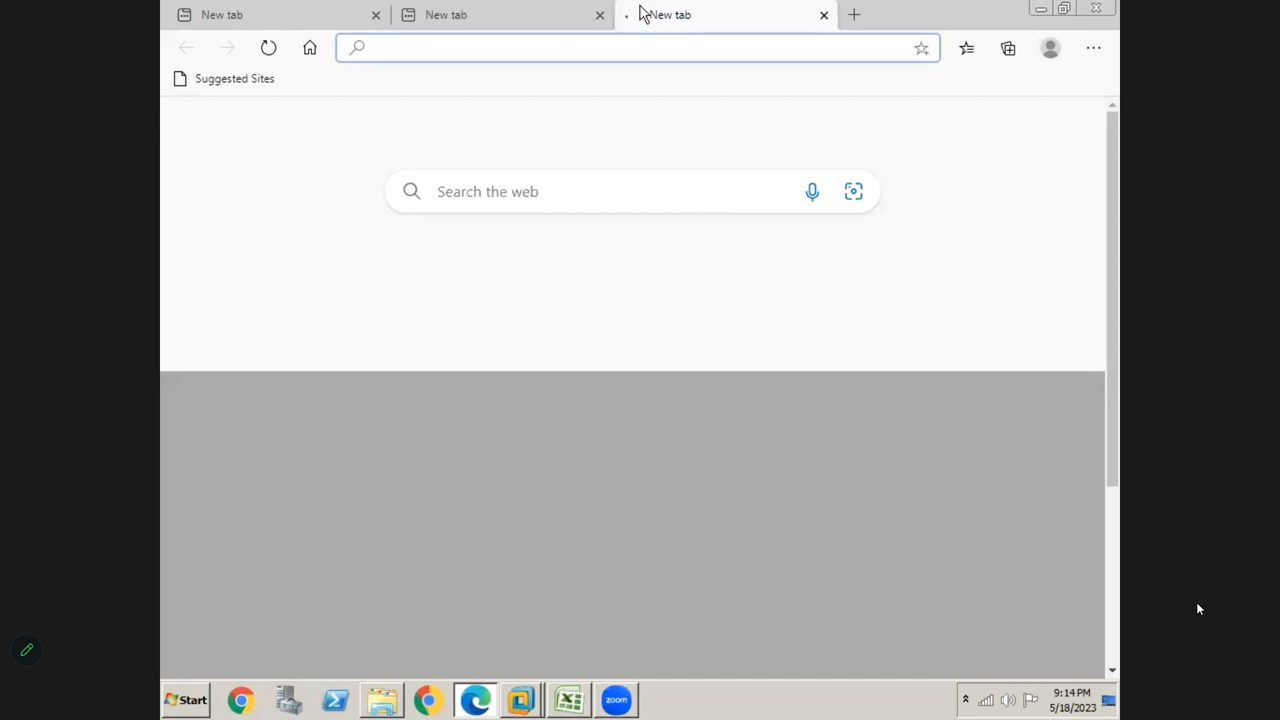 New tab
New tab
New tab
Suggested Sites
Search the web
Start
zoom
9:14 PM
5/18/2023